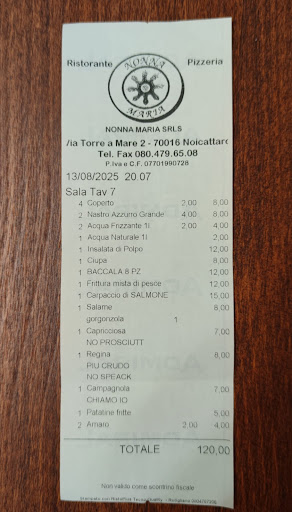 Ristorante Pizzeria
NONNA
MARIA
NONNA MARIA SRLS
Via Torre a Mare 2 - 70016 Noicattaro
Tel. Fax 080.479.65.08
P.Iva e C.F. 07701990728
13/08/2025 20.07
Sala Tav 7
4 Coperto 2,00 8,00
2 Nastro Azzurro Grande 4.00 8,00
2 Acqua Frizzante 1l 2,00 4,00
1 Acqua Naturale 1l 2,00
1 Insalata di Polpo 12,00
1 Ciupa 8,00
1 BACCALA 8 PZ 12,00
1 Frittura mista di pesce 12,00
1 Carpaccio di SALMONE 15,00
1 Salame 8,00
gorgonzola 1
1 Capricciosa 7,00
NO PROSCIUTT
1 Regina 8,00
PIU CRUDO
NO SPEACK
1 Campagnola 7,00
CHIAMO IO
1 Patatine fritte 5,00
2 Amaro 2,00 4,00
TOTALE 120,00
Non valido come scontrino fiscale